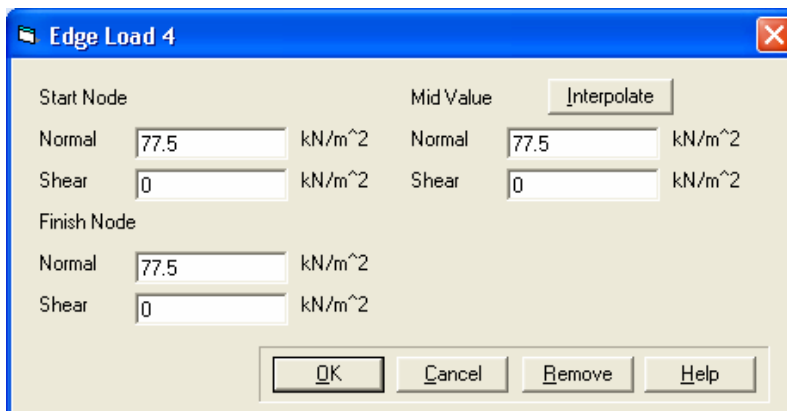 Edge Load 4
Start Node
Mid Value
Interpolate
Normal 77.5 kN/m^2
Normal 77.5 kN/m^2
Shear 0 kN/m^2
Shear 0 kN/m^2
Finish Node
Normal 77.5 kN/m^2
Shear 0 kN/m^2
OK Cancel Remove Help